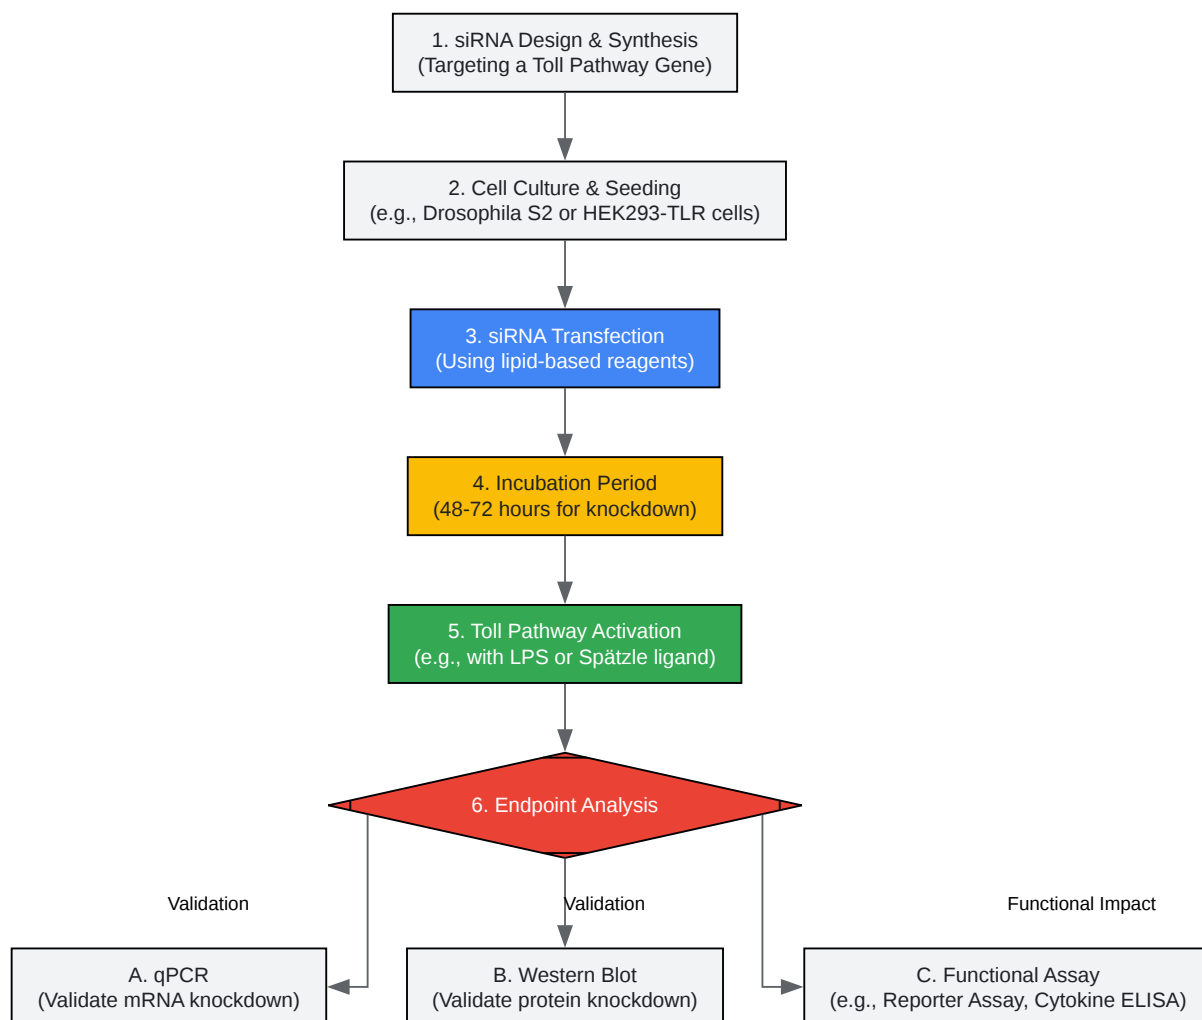 1. siRNA Design & Synthesis
(Targeting a Toll Pathway Gene)
2. Cell Culture & Seeding
(e.g., Drosophila S2 or HEK293-TLR cells)
3. siRNA Transfection
(Using lipid-based reagents)
4. Incubation Period
(48-72 hours for knockdown)
5. Toll Pathway Activation
(e.g., with LPS or Spätzle ligand)
6. Endpoint Analysis
Validation
Validation
Functional Impact
A. qPCR
(Validate mRNA knockdown)
B. Western Blot
(Validate protein knockdown)
C. Functional Assay
(e.g., Reporter Assay, Cytokine ELISA)